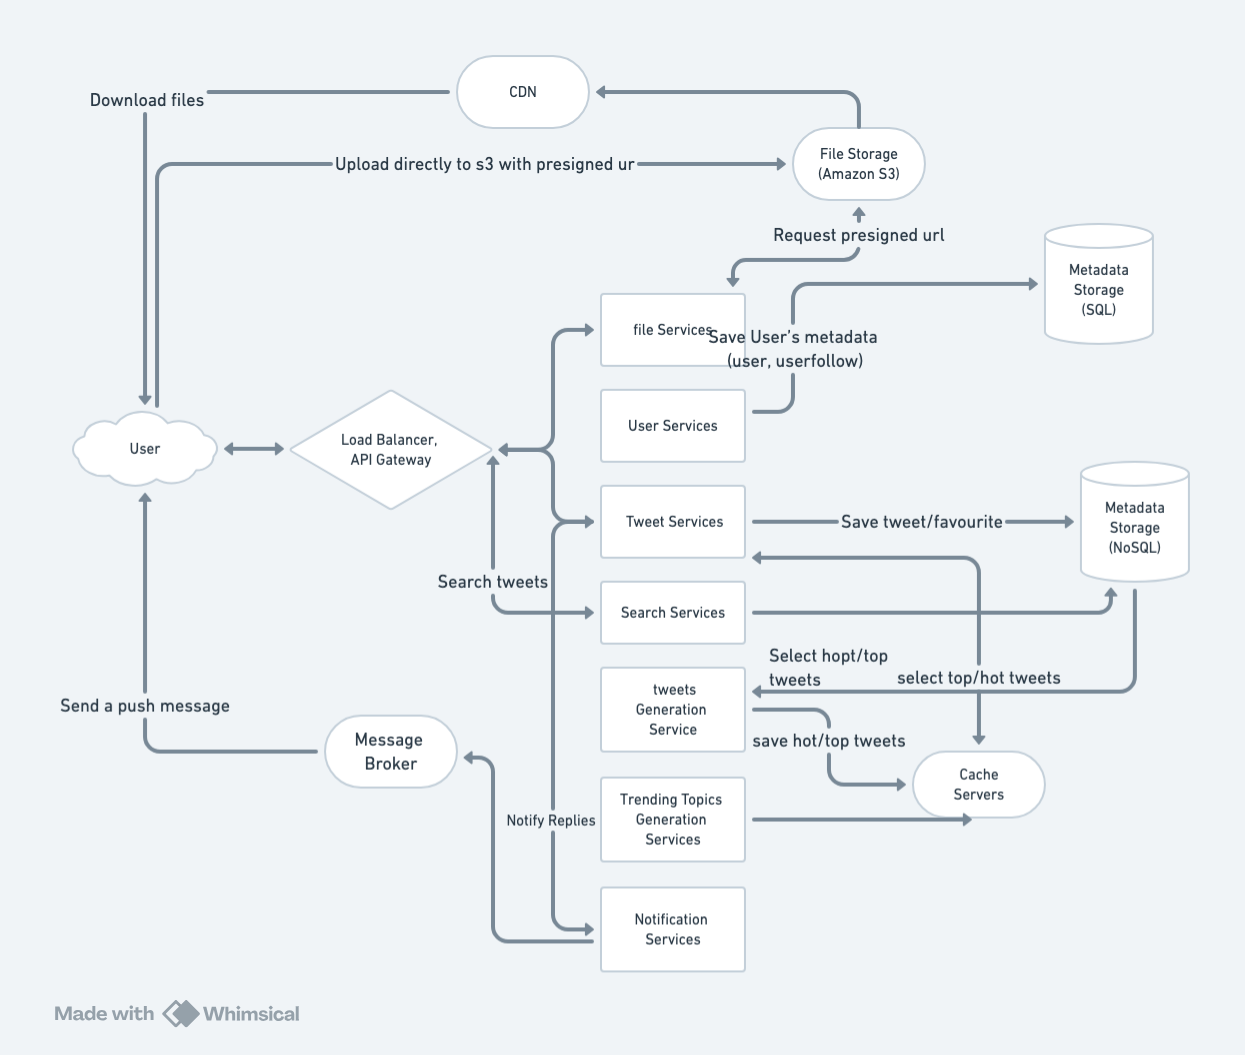 CDN
Download files
File Storage
(Amazon S3)
Upload directly to s3 with presigned ur
Request presigned url
Metadata
Storage
(SQL)
file Services
Save User's metadata
(user, userfollow)
User Services
User
Load Balancer,
API Gateway
Tweet Services
Save tweet/favourite
Metadata
Storage
(NoSQL)
Search tweets
Search Services
Select hopt/top
tweets
select top/hot tweets
tweets
Generation
Service
save hot/top tweets
Send a push message
Message
Broker
Cache
Servers
Trending Topics
Generation
Services
Notify Replies
Notification
Services
Made with Whimsical